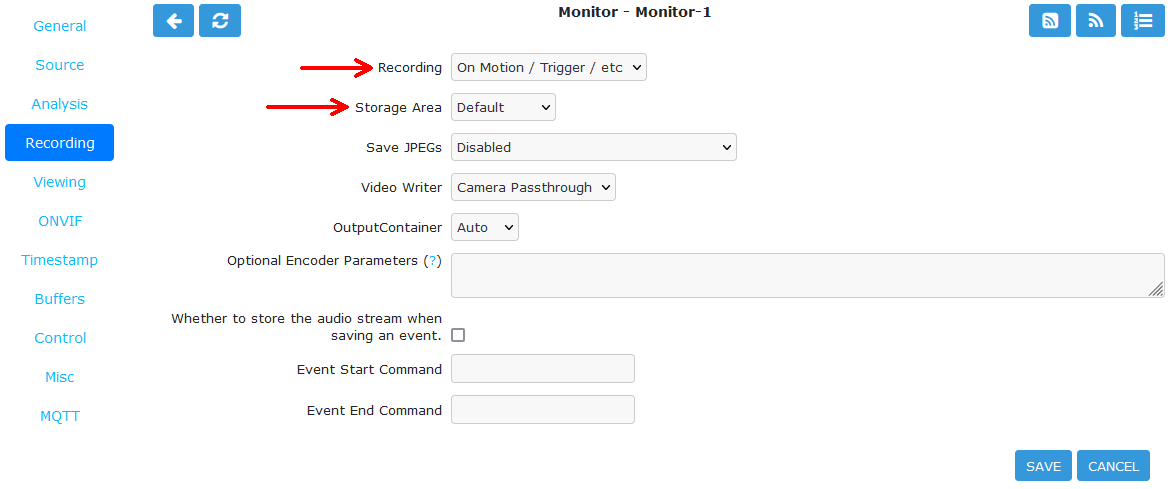 Monitor - Monitor-1
General
Source
Analysis
Recording
Viewing
ONVIF
Timestamp
Buffers
Control
Misc
MQTT
Recording On Motion / Trigger / etc
Storage Area Default
Save JPEGs Disabled
Video Writer Camera Passthrough
OutputContainer Auto
Optional Encoder Parameters (?)
Whether to store the audio stream when
saving an event.
Event Start Command
Event End Command
SAVE CANCEL